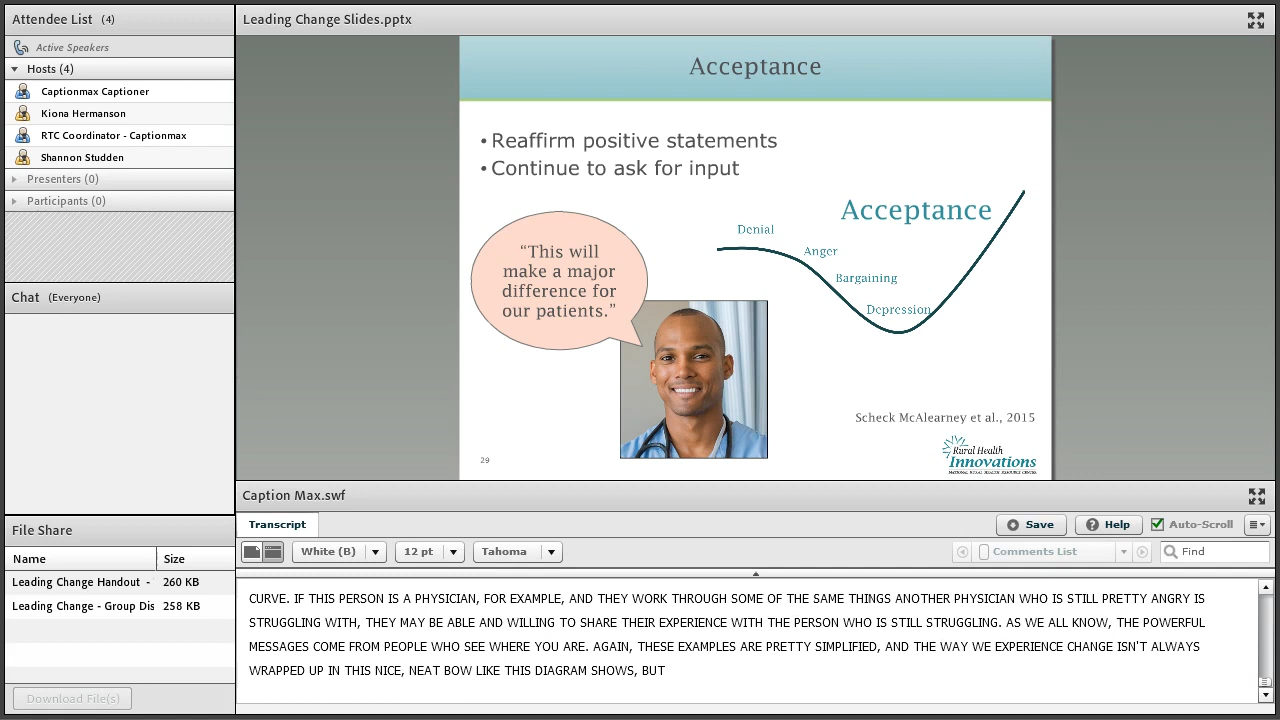 Attendee List (4)
Active Speakers
Hosts (4)
Captionmax Captioner
Kiona Hermanson
RTC Coordinator - Captionmax
Shannon Studden
Presenters (0)
Participants (0)
Chat (Everyone)
File Share
Name Size
Leading Change Handout - 260 KB
Leading Change - Group Dis 258 KB
Download File(s)
Leading Change Slides.pptx
Acceptance
• Reaffirm positive statements
• Continue to ask for input
Acceptance
Denial
Anger
Bargaining
Depression
“This will
make a major
difference for
our patients.”
Scheck McAlearney et al., 2015
29
Rural Health
Innovations
NATIONAL RURAL HEALTH RESOURCE CENTER
Caption Max.swf
Transcript
Save
Help
Auto-Scroll
White (B)
12 pt
Tahoma
Comments List
Find
CURVE. IF THIS PERSON IS A PHYSICIAN, FOR EXAMPLE, AND THEY WORK THROUGH SOME OF THE SAME THINGS ANOTHER PHYSICIAN WHO IS STILL PRETTY ANGRY IS
STRUGGLING WITH, THEY MAY BE ABLE AND WILLING TO SHARE THEIR EXPERIENCE WITH THE PERSON WHO IS STILL STRUGGLING. AS WE ALL KNOW, THE POWERFUL
MESSAGES COME FROM PEOPLE WHO SEE WHERE YOU ARE. AGAIN, THESE EXAMPLES ARE PRETTY SIMPLIFIED, AND THE WAY WE EXPERIENCE CHANGE ISN'T ALWAYS
WRAPPED UP IN THIS NICE, NEAT BOW LIKE THIS DIAGRAM SHOWS, BUT